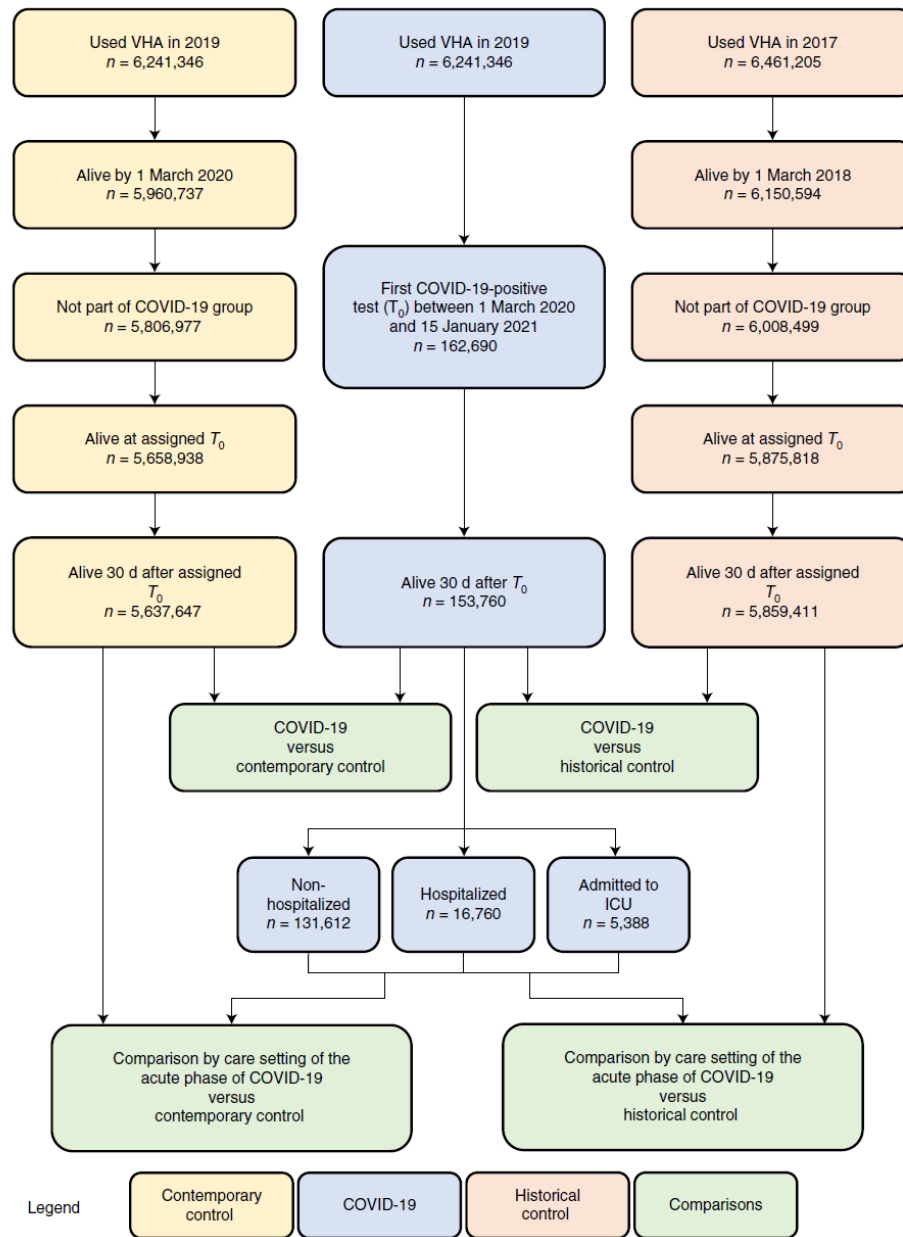 Used VHA in 2019
n = 6,241,346
Used VHA in 2019
n = 6,241,346
Used VHA in 2017
n = 6,461,205
Alive by 1 March 2020
n = 5,960,737
Alive by 1 March 2018
n = 6,150,594
First COVID-19-positive
test (T0) between 1 March 2020
and 15 January 2021
n = 162,690
Not part of COVID-19 group
n = 5,806,977
Not part of COVID-19 group
n = 6,008,499
Alive at assigned T0
n = 5,658,938
Alive at assigned T0
n = 5,875,818
Alive 30 d after assigned
T0
n = 5,637,647
Alive 30 d after T0
n = 153,760
Alive 30 d after assigned
T0
n = 5,859,411
COVID-19
versus
contemporary control
COVID-19
versus
historical control
Non-
hospitalized
n = 131,612
Hospitalized
n = 16,760
Admitted to
ICU
n = 5,388
Comparison by care setting of the
acute phase of COVID-19
versus
contemporary control
Comparison by care setting of the
acute phase of COVID-19
versus
historical control
Legend
Contemporary
control
COVID-19
Historical
control
Comparisons